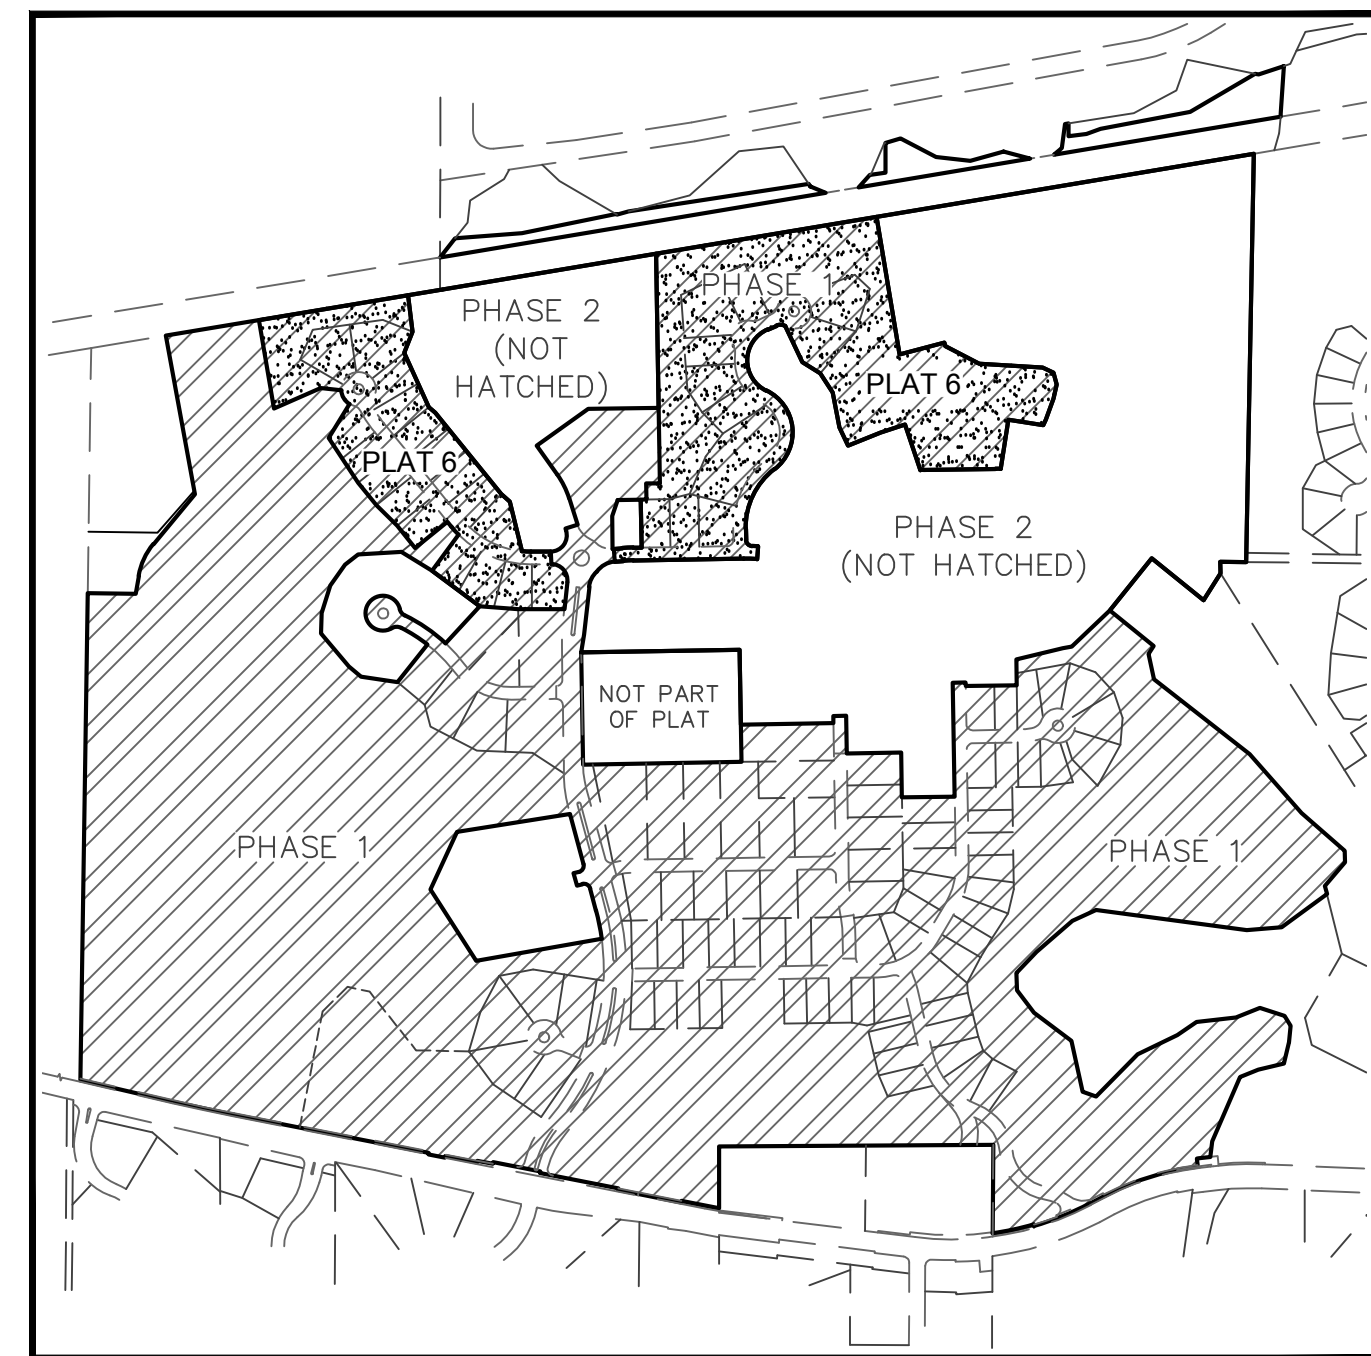 PHASE 1
PHASE 2
(NOT
HATCHED)
PLAT 6
PLAT 6
PHASE 2
(NOT HATCHED)
NOT PART
OF PLAT
PHASE 1
PHASE 1